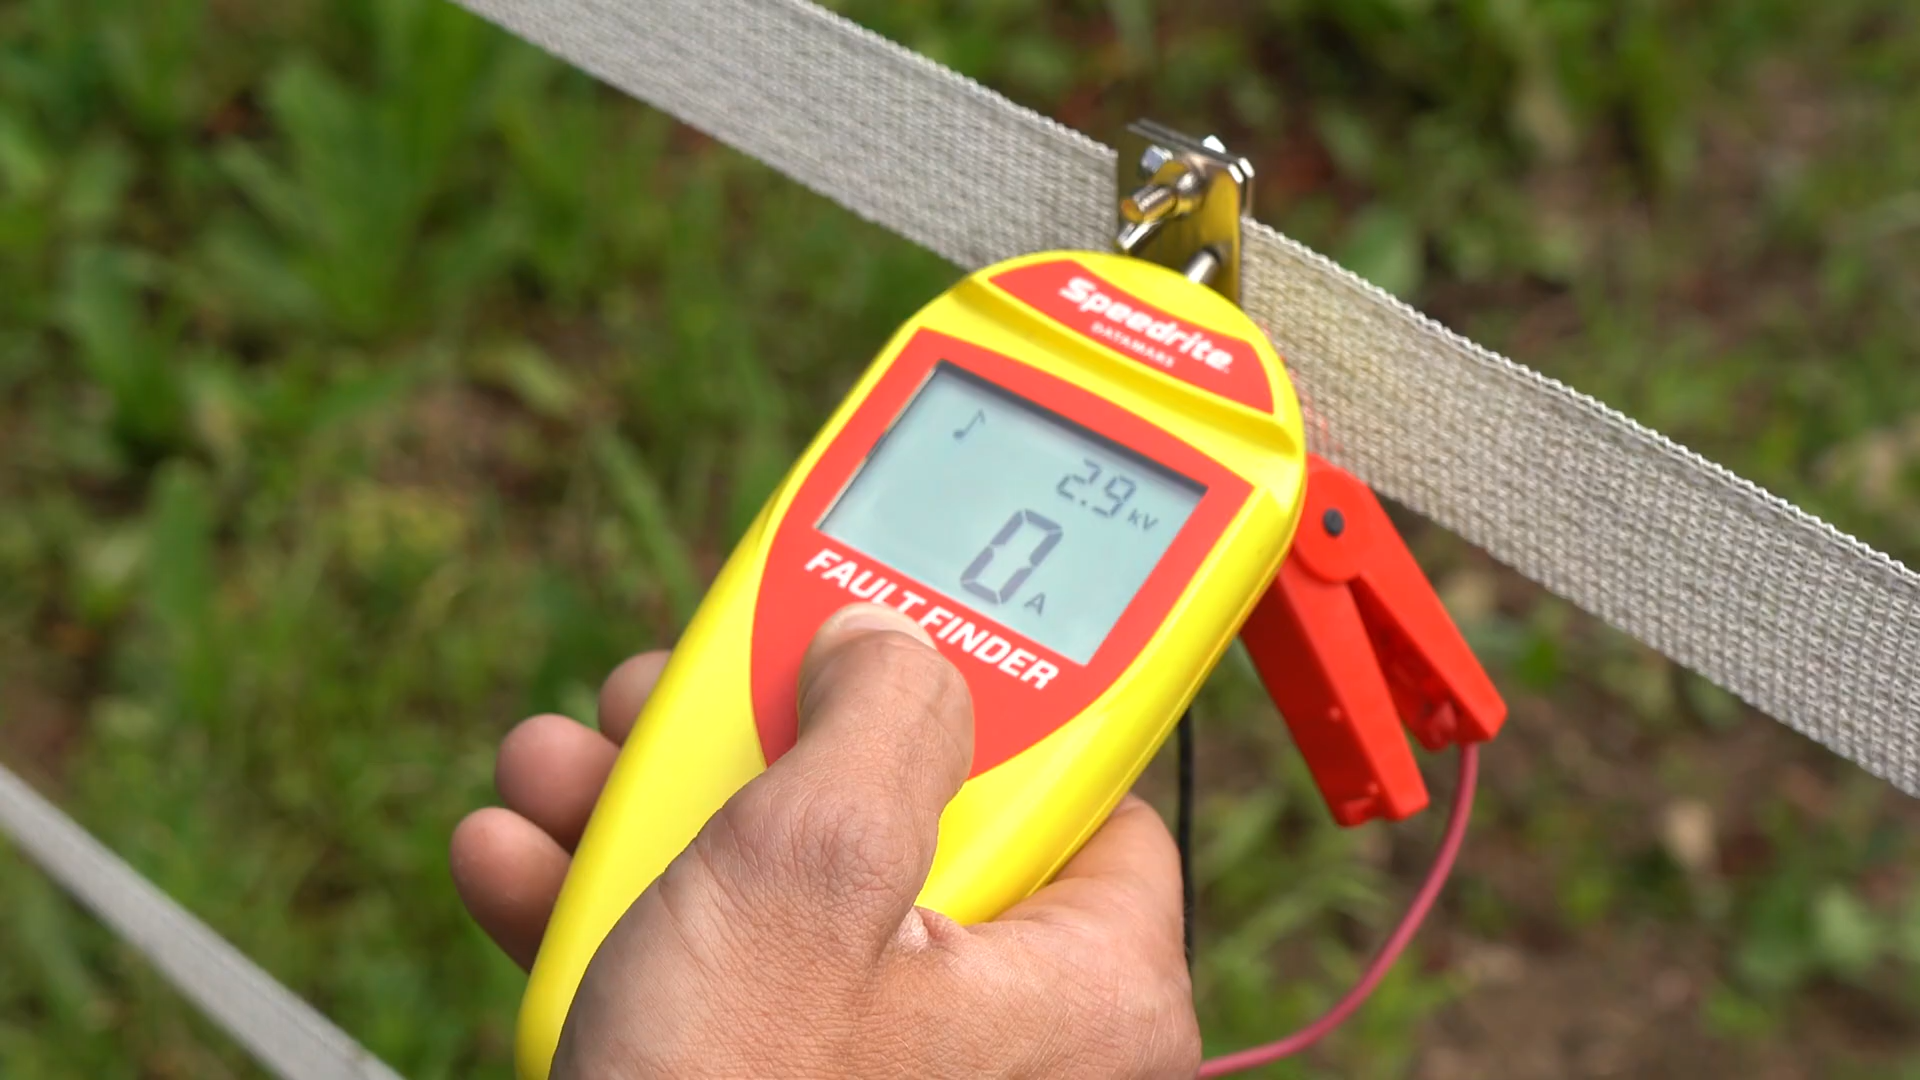 Speedrite
DATAMARS
2.9 kV
0 A
FAULT FINDER